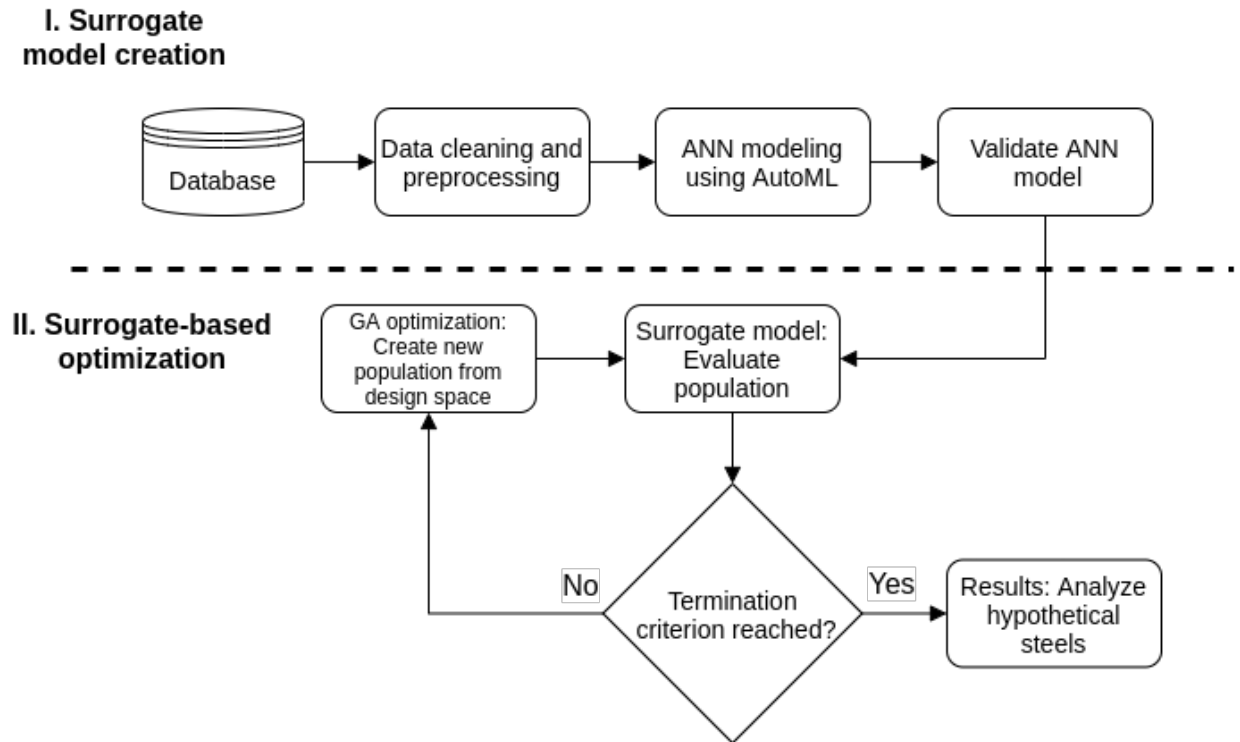 I. Surrogate
model creation
Database
Data cleaning and
preprocessing
ANN modeling
using AutoML
Validate ANN
model
II. Surrogate-based
optimization
GA optimization:
Create new
population from
design space
Surrogate model:
Evaluate
population
No
Termination
criterion reached?
Yes
Results: Analyze
hypothetical
steels